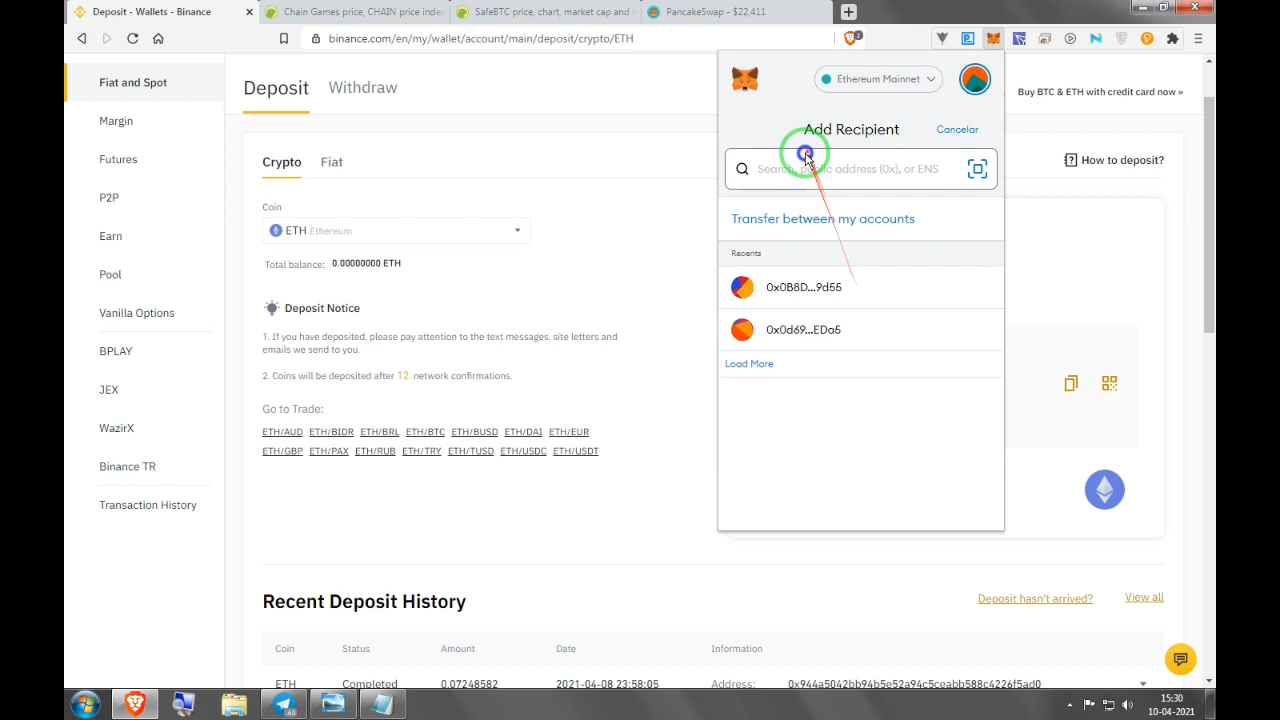 Deposit - Wallets - Binance
Chain Games price, CHAIN price index
SafeBTC price, chart, market cap and i
PancakeSwap - $22,411
binance.com/en/my/wallet/account/main/deposit/crypto/ETH
2
Fiat and Spot
Margin
Futures
P2P
Earn
Pool
Vanilla Options
BPLAY
JEX
WazirX
Binance TR
Transaction History
Deposit
Withdraw
Buy BTC & ETH with credit card now »
Crypto
Fiat
How to deposit?
Coin
ETH Ethereum
Total balance: 0.00000000 ETH
Deposit Notice
1. If you have deposited, please pay attention to the text messages, site letters and
emails we send to you.
2. Coins will be deposited after 12 network confirmations.
Go to Trade:
ETH/AUD ETH/BIDR ETH/BRL ETH/BTC ETH/BUSD ETH/DAI ETH/EUR
ETH/GBP ETH/PAX ETH/RUB ETH/TRY ETH/TUSD ETH/USDC ETH/USDT
Ethereum Mainnet
Add Recipient
Cancelar
Search, public address (0x), or ENS
Transfer between my accounts
Recents
0x0B8D...9d55
0x0d69...EDa5
Load More
Recent Deposit History
Deposit hasn't arrived?
View all
Coin Status Amount Date Information
ETH Completed 0.07248682 2021-04-08 23:58:05 Address: 0x944a5042bb94b5e52a94c5ceabb588c4226f5ad0
15:30
10-04-2021